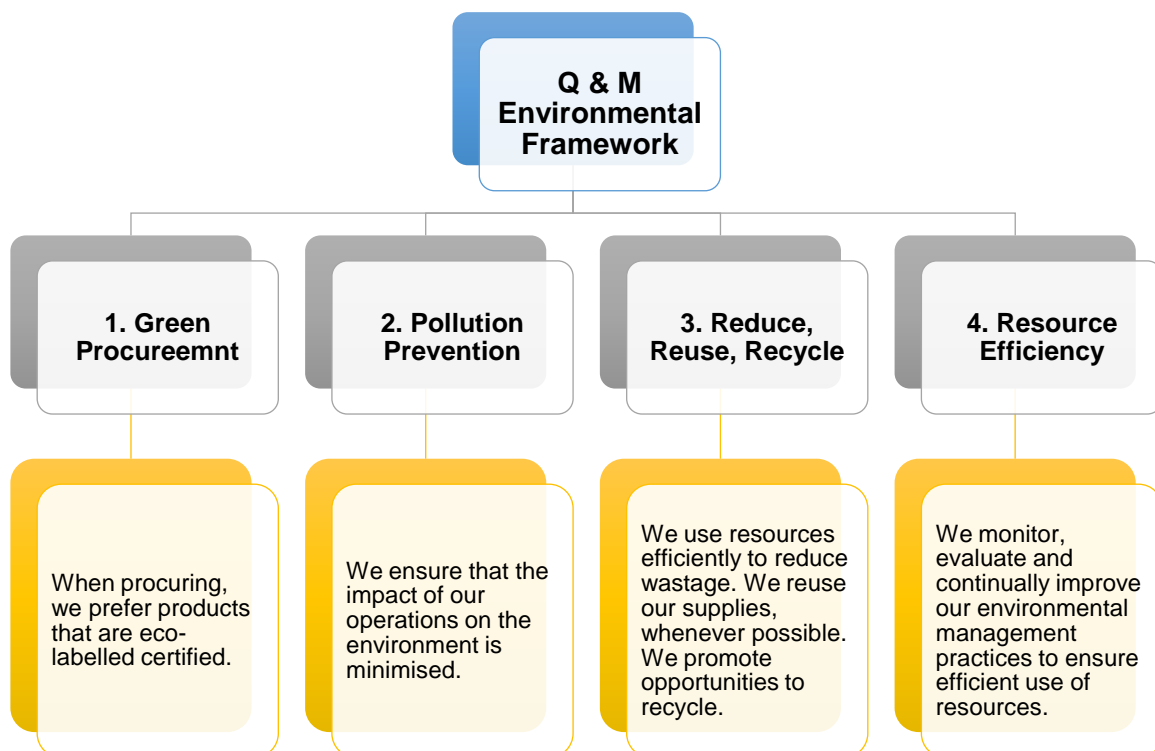 Q & M
Environmental
Framework
1. Green
Procureemnt
2. Pollution
Prevention
3. Reduce,
Reuse, Recycle
4. Resource
Efficiency
When procuring,
we prefer products
that are eco-
labelled certified.
We ensure that the
impact of our
operations on the
environment is
minimised.
We use resources
efficiently to reduce
wastage. We reuse
our supplies,
whenever possible.
We promote
opportunities to
recycle.
We monitor,
evaluate and
continually improve
our environmental
management
practices to ensure
efficient use of
resources.